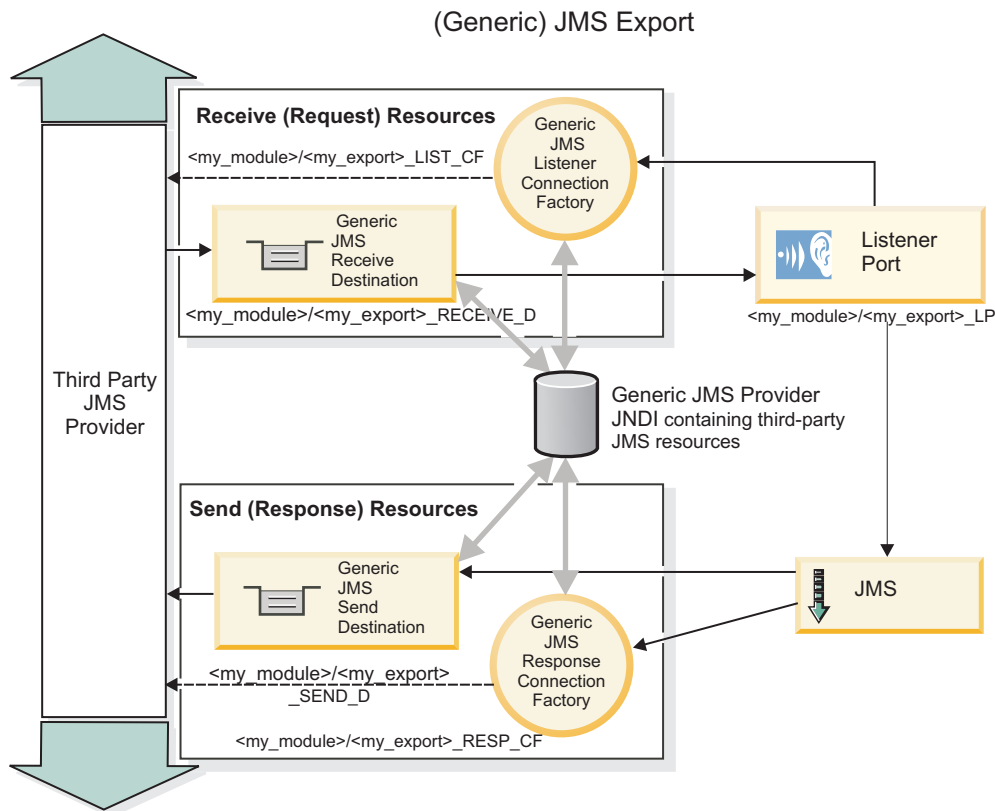 (Generic) JMS Export
Receive (Request) Resources
<my_module>/<my_export>_LIST_CF
Generic
JMS
Listener
Connection
Factory
Generic
JMS
Receive
Destination
<my_module>/<my_export>_RECEIVE_D
Listener
Port
<my_module>/<my_export>_LP
Third Party
JMS
Provider
Generic JMS Provider
JNDI containing third-party
JMS resources
Send (Response) Resources
Generic
JMS
Send
Destination
JMS
Generic
JMS
Response
Connection
Factory
<my_module>/<my_export>
_SEND_D
<my_module>/<my_export>_RESP_CF